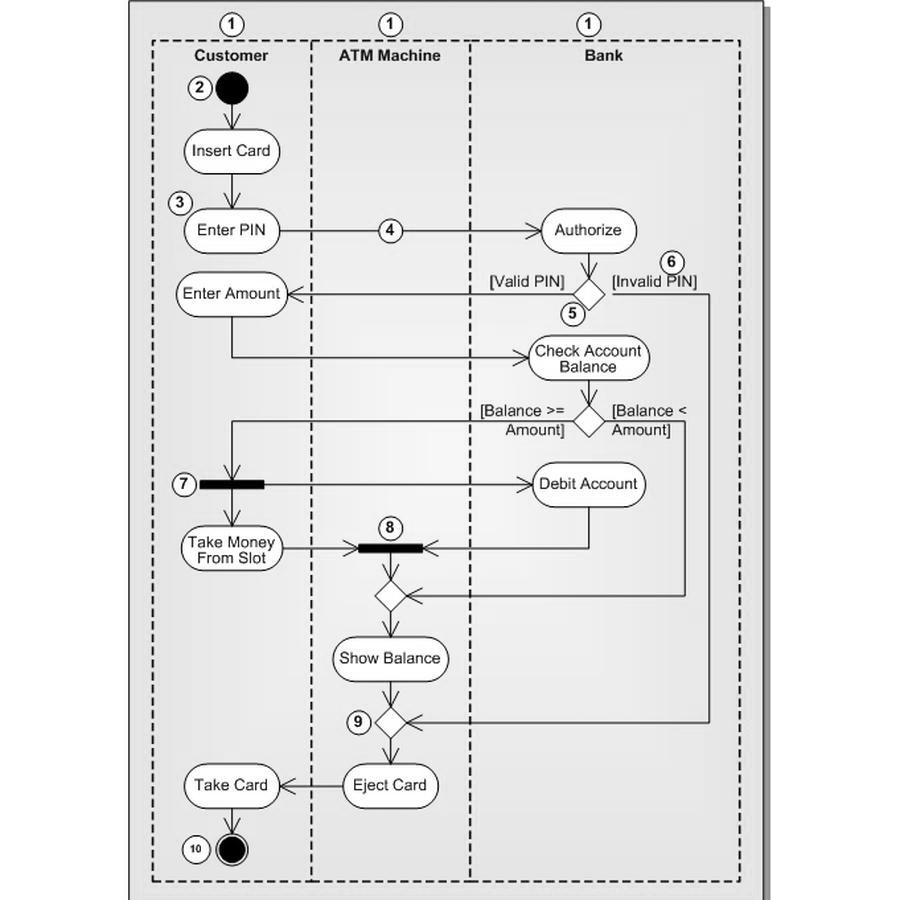 1 1 1
Customer ATM Machine Bank
2
Insert Card
3
Enter PIN 4 Authorize
6
[Valid PIN] [Invalid PIN]
Enter Amount
5
Check Account
Balance
[Balance >= [Balance <
Amount] Amount]
7 Debit Account
8
Take Money
From Slot
Show Balance
9
Take Card Eject Card
10